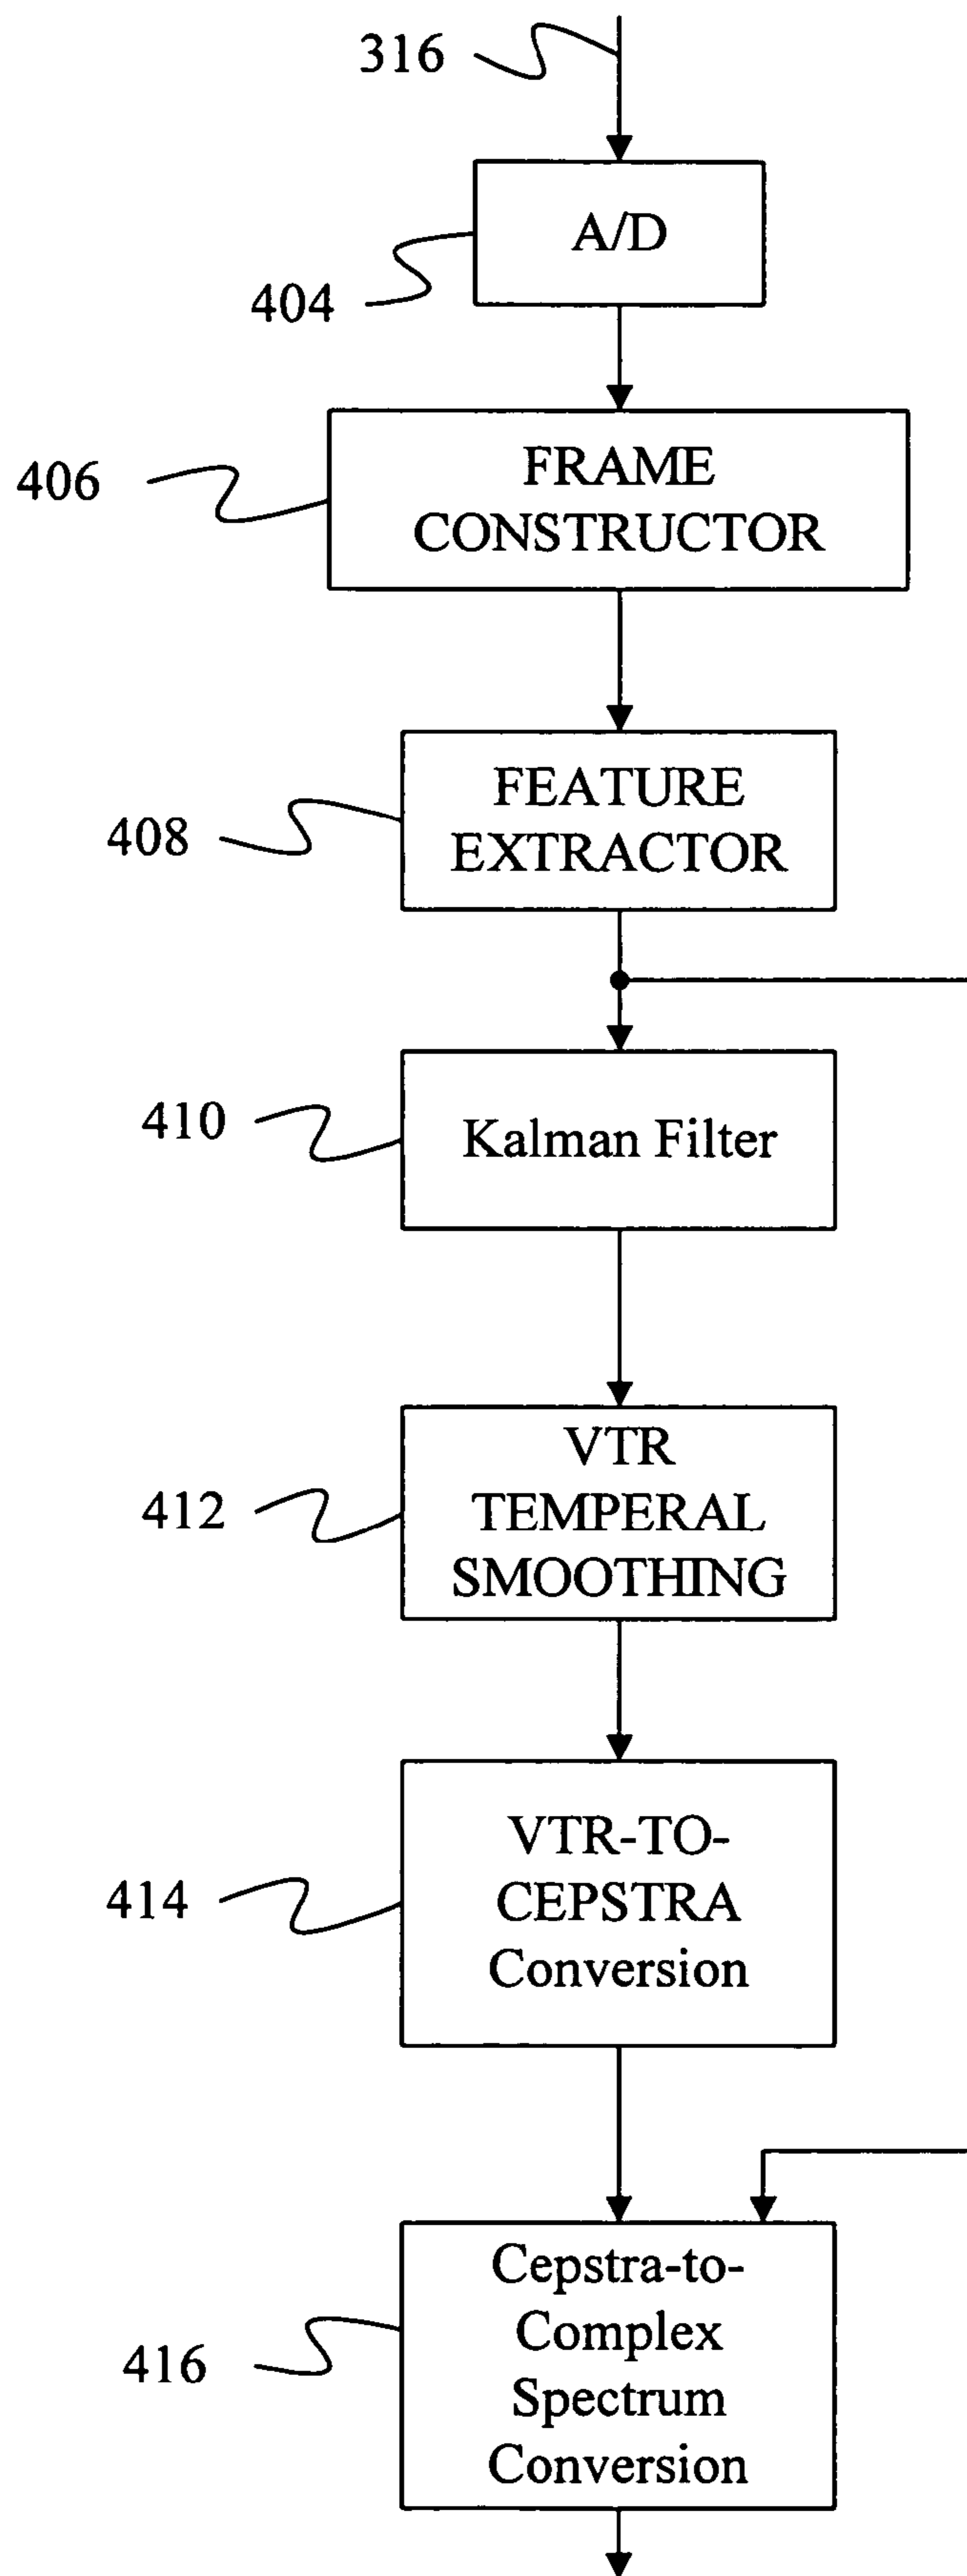 316
A/D
404
FRAME
CONSTRUCTOR
406
FEATURE
EXTRACTOR
408
Kalman Filter
410
VTR
TEMPERAL
SMOOTHING
412
VTR-TO-
CEPSTRA
Conversion
414
Cepstra-to-
Complex
Spectrum
Conversion
416